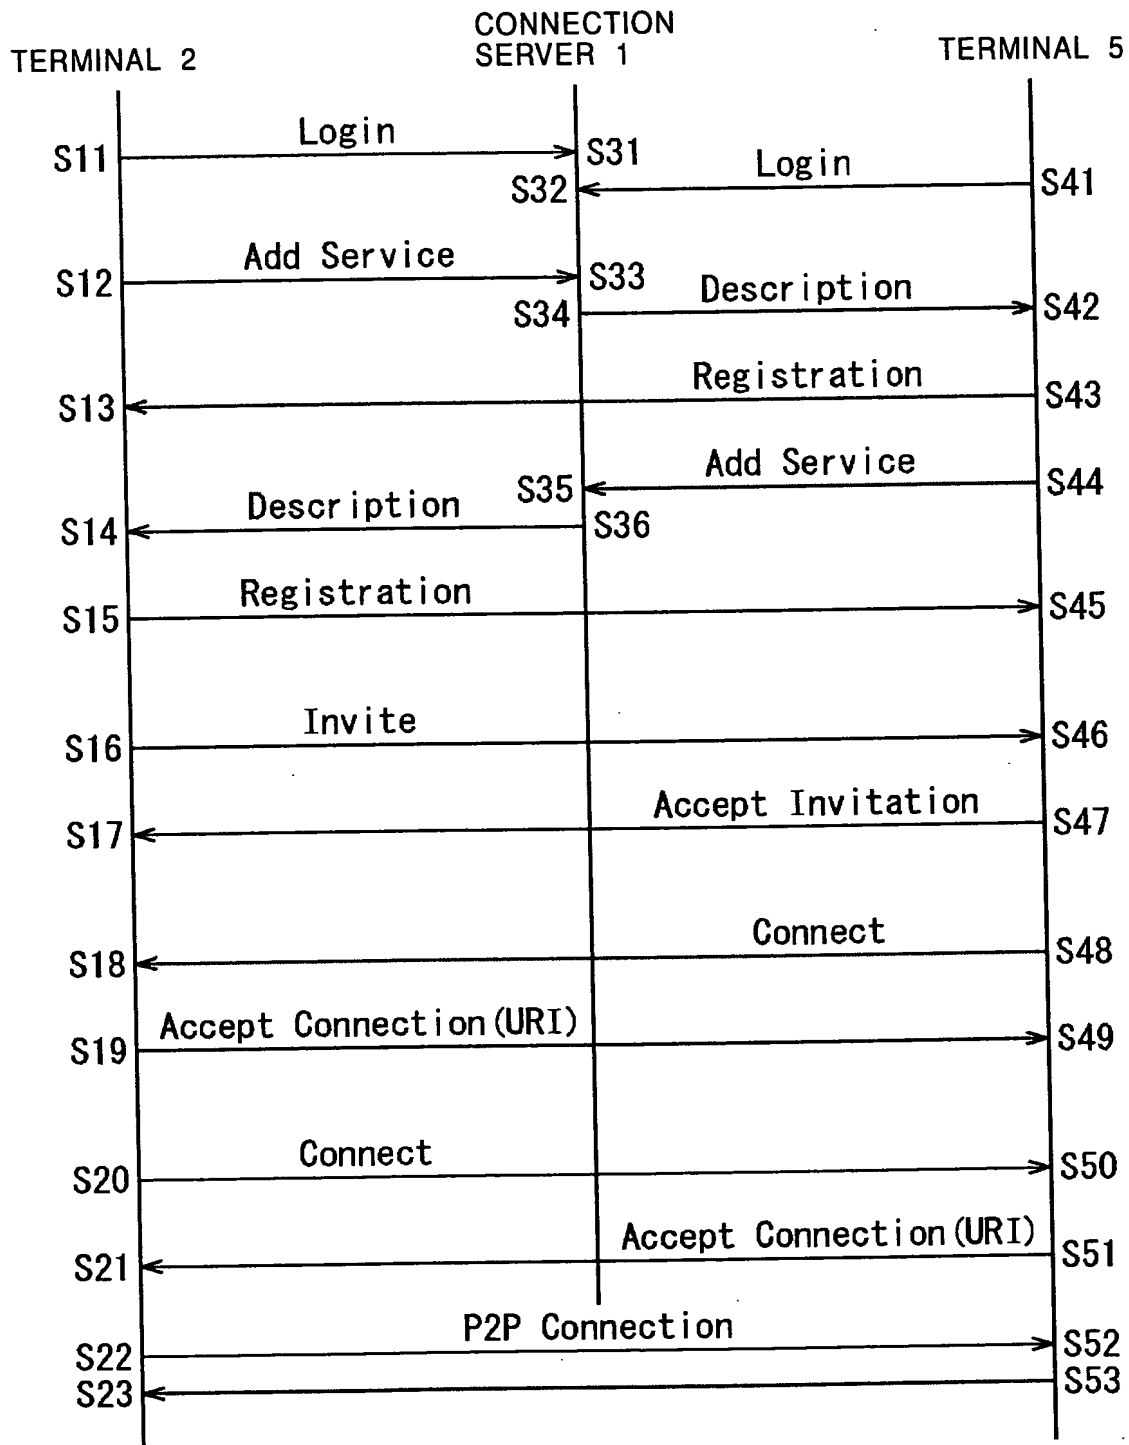 CONNECTION
TERMINAL 2 SERVER 1 TERMINAL 5
Login
S11 S31 Login
S32 S41
Add Service
S12 S33 Description
S34 S42
Registration
S13 S43
Add Service
Description S35 S44
S14 S36
Registration
S15 S45
Invite
S16 S46
Accept Invitation
S17 S47
Connect
S18 S48
Accept Connection(URI)
S19 S49
Connect
S20 S50
Accept Connection(URI)
S21 S51
P2P Connection
S22 S52
S23 S53